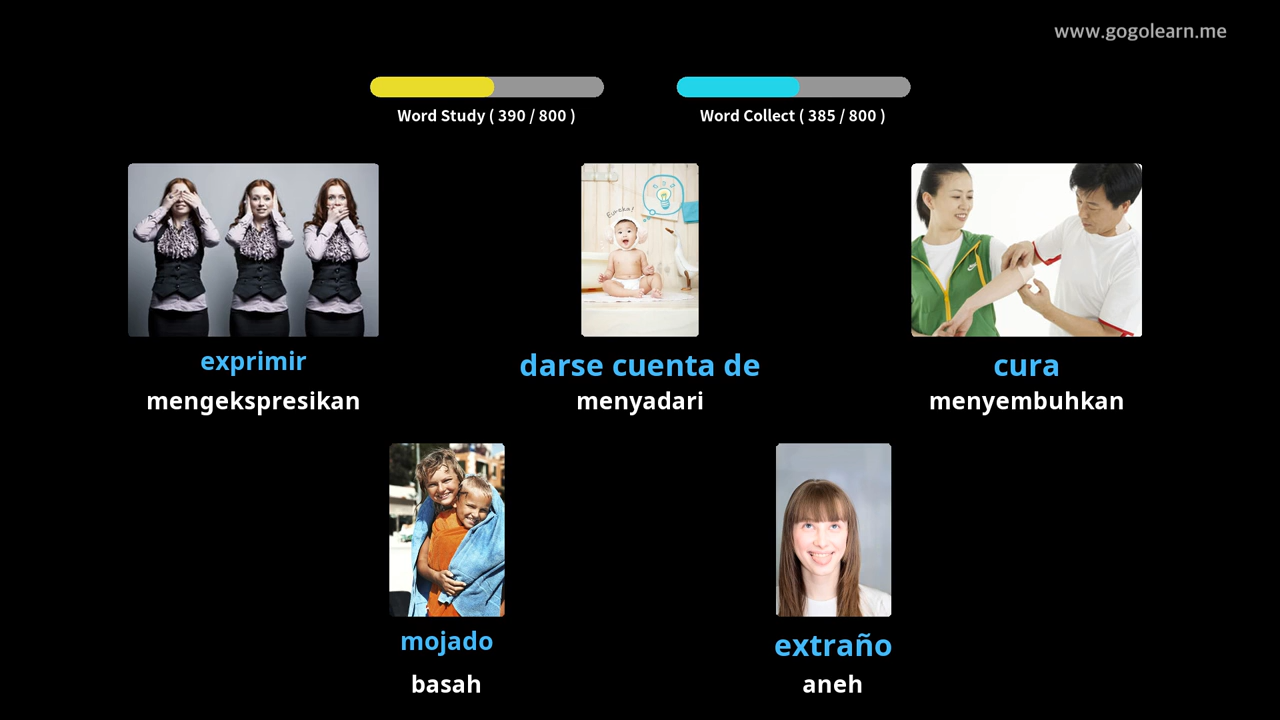 www.gogolearn.me
Word Study ( 390 / 800 )
Word Collect ( 385 / 800 )
Eureka!
exprimir
mengekspresikan
darse cuenta de
menyadari
cura
menyembuhkan
mojado
basah
extraño
aneh